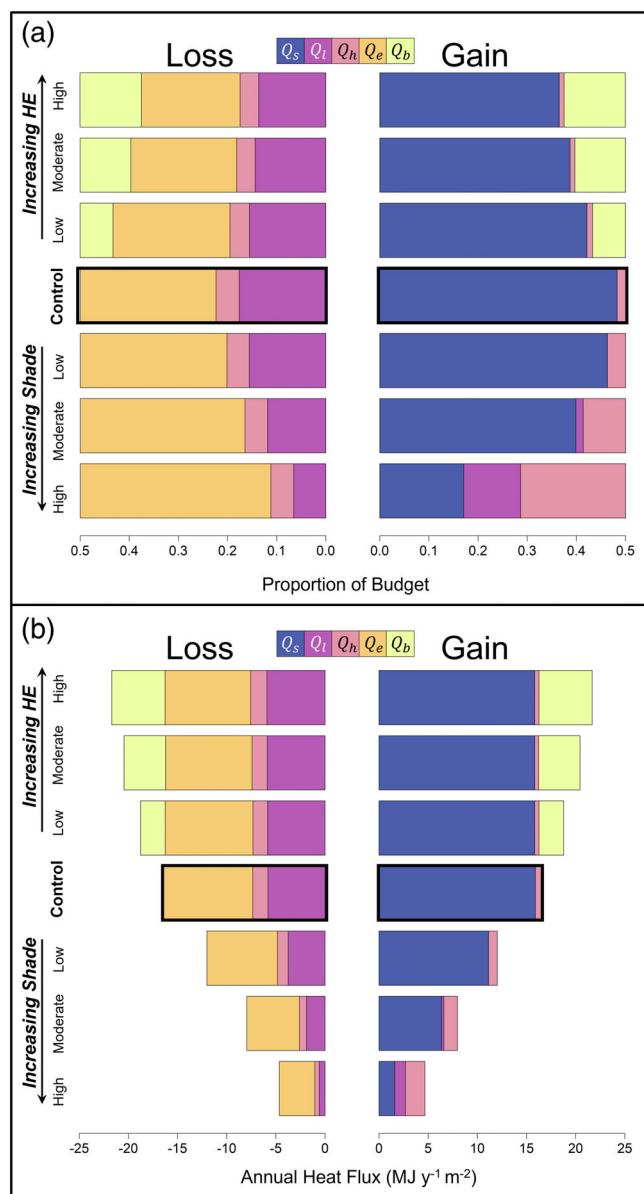 (a)
Loss
Qs Ql Qh Qe Qb
Gain
Increasing HE
High
Moderate
Low
Control
Increasing Shade
Low
Moderate
High
0.5 0.4 0.3 0.2 0.1 0.0
0.0 0.1 0.2 0.3 0.4 0.5
Proportion of Budget
(b)
Loss
Qs Ql Qh Qe Qb
Gain
Increasing HE
High
Moderate
Low
Control
Increasing Shade
Low
Moderate
High
-25 -20 -15 -10 -5 0
0 5 10 15 20 25
Annual Heat Flux (MJ y⁻¹ m⁻²)